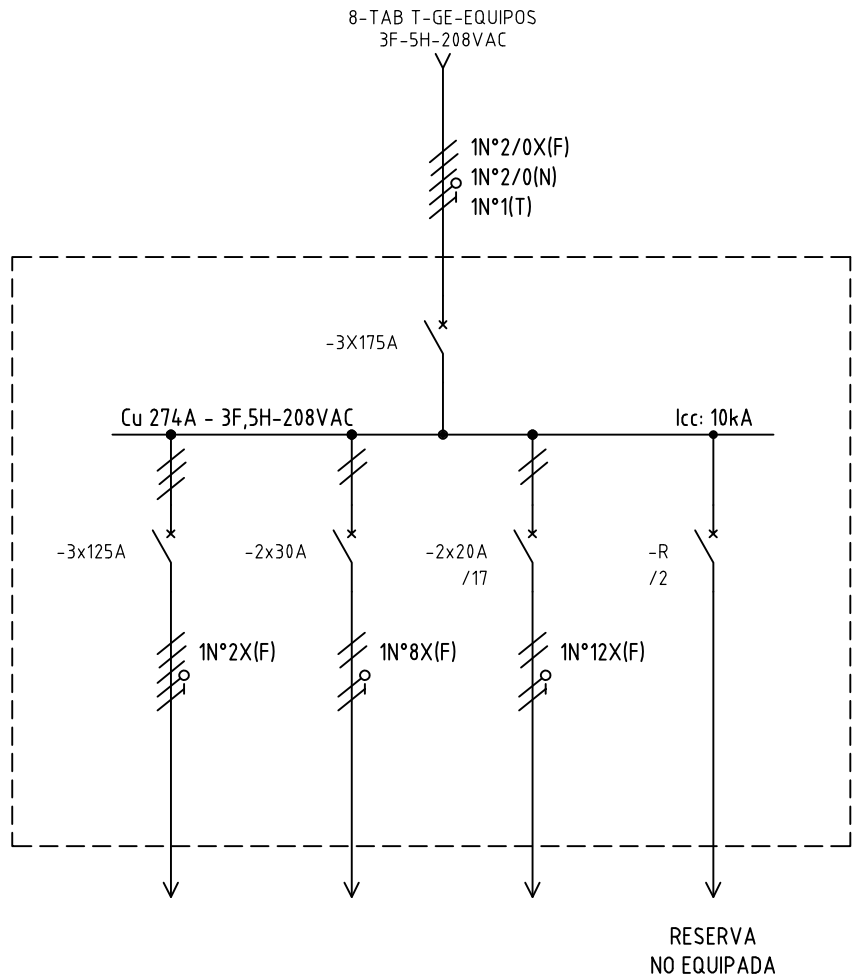 8-TAB T-GE-EQUIPOS
3F-5H-208VAC
1N°2/0X(F)
1N°2/0(N)
1N°1(T)
-3X175A
Cu 274A - 3F,5H-208VAC
Icc: 10kA
-3x125A
-2x30A
-2x20A
/17
-R
/2
1N°2X(F)
1N°8X(F)
1N°12X(F)
RESERVA
NO EQUIPADA